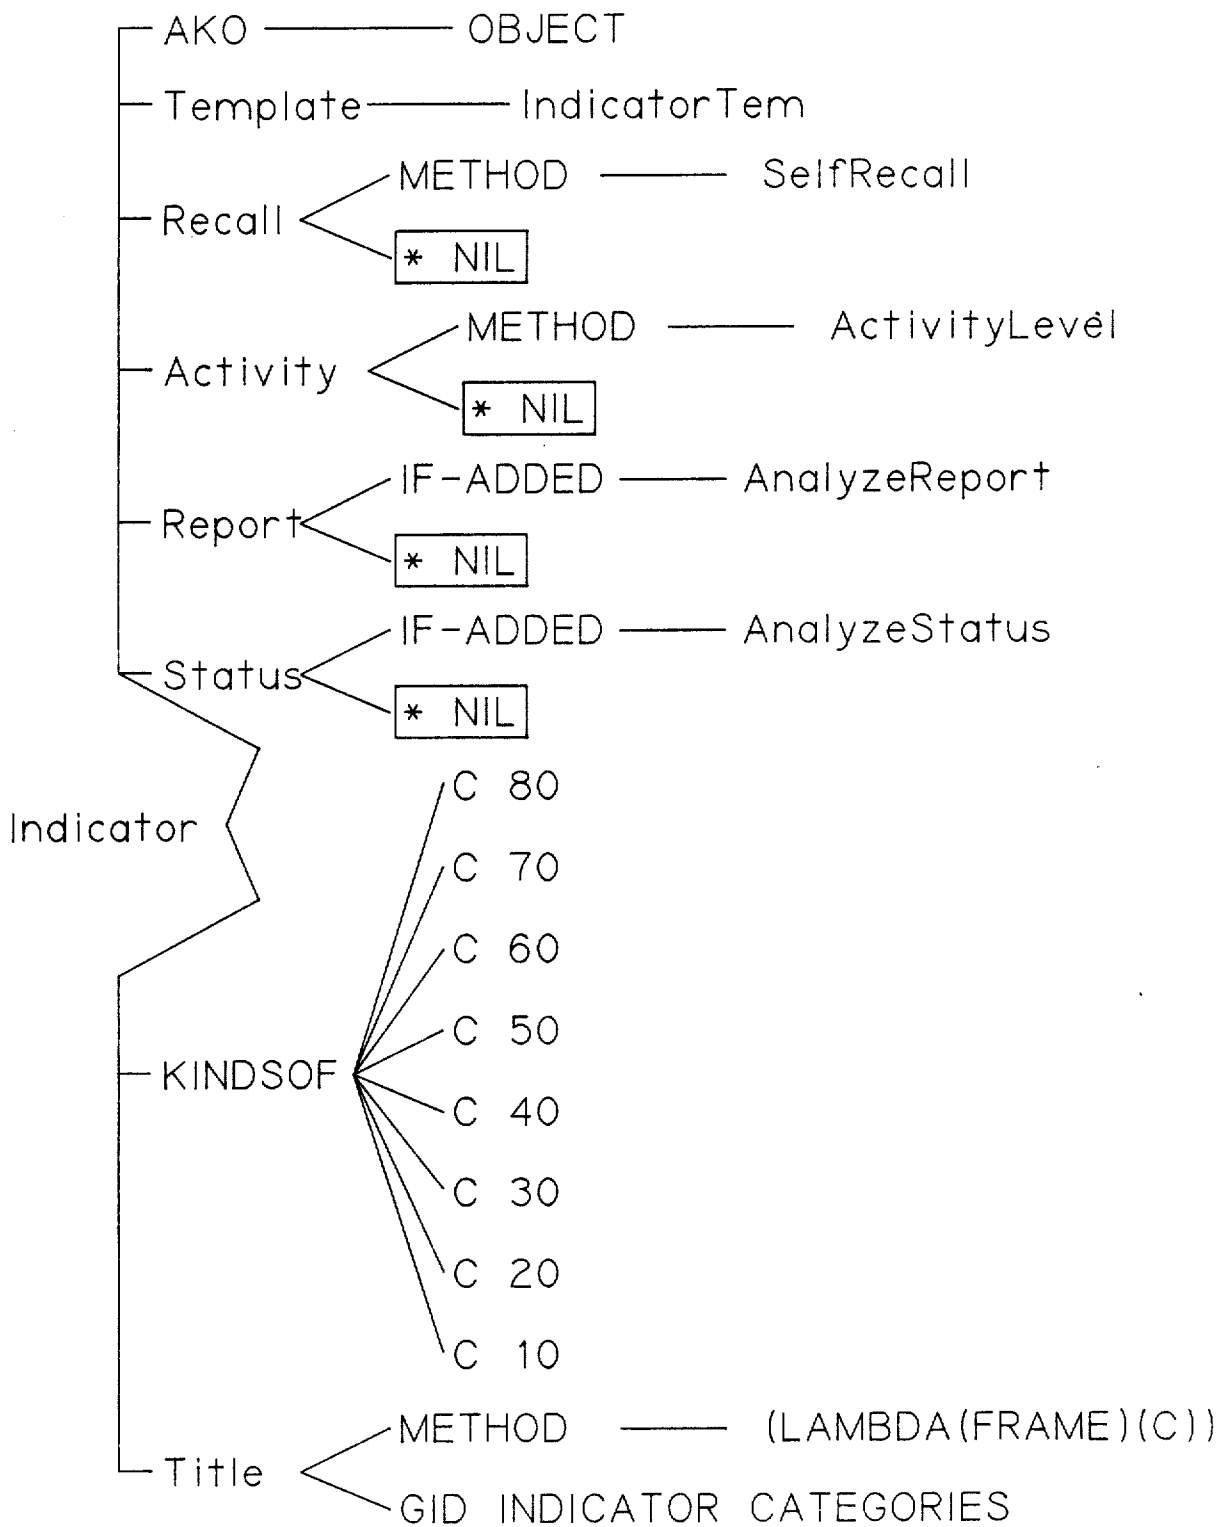 AKO OBJECT
Template IndicatorTem
METHOD SelfRecall
Recall
* NIL
METHOD ActivityLevel
Activity
* NIL
IF-ADDED AnalyzeReport
Report
* NIL
IF-ADDED AnalyzeStatus
Status
* NIL
C 80
Indicator
C 70
C 60
C 50
KINDSOF
C 40
C 30
C 20
C 10
METHOD (LAMBDA(FRAME)(C))
Title
GID INDICATOR CATEGORIES